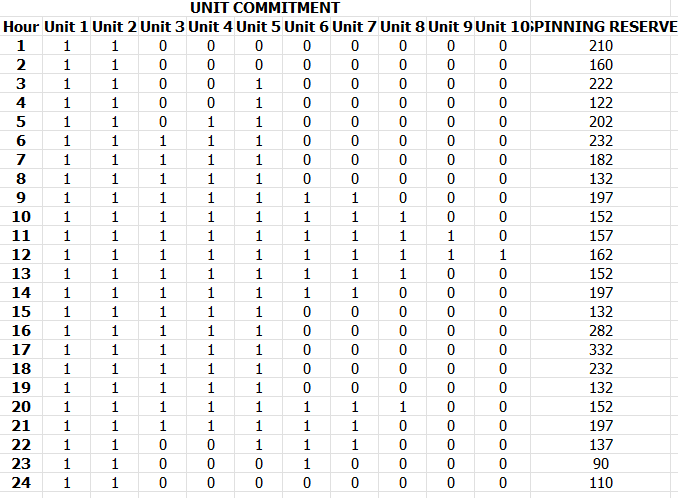 UNIT COMMITMENT
Hour Unit 1 Unit 2 Unit 3 Unit 4 Unit 5 Unit 6 Unit 7 Unit 8 Unit 9 Unit 10 SPINNING RESERVE
1 1 1 0 0 0 0 0 0 0 0 210
2 1 1 0 0 0 0 0 0 0 0 160
3 1 1 0 0 1 0 0 0 0 0 222
4 1 1 0 0 1 0 0 0 0 0 122
5 1 1 0 1 1 0 0 0 0 0 202
6 1 1 1 1 1 0 0 0 0 0 232
7 1 1 1 1 1 0 0 0 0 0 182
8 1 1 1 1 1 0 0 0 0 0 132
9 1 1 1 1 1 1 1 0 0 0 197
10 1 1 1 1 1 1 1 1 0 0 152
11 1 1 1 1 1 1 1 1 1 0 157
12 1 1 1 1 1 1 1 1 1 1 162
13 1 1 1 1 1 1 1 1 0 0 152
14 1 1 1 1 1 1 1 0 0 0 197
15 1 1 1 1 1 0 0 0 0 0 132
16 1 1 1 1 1 0 0 0 0 0 282
17 1 1 1 1 1 0 0 0 0 0 332
18 1 1 1 1 1 0 0 0 0 0 232
19 1 1 1 1 1 0 0 0 0 0 132
20 1 1 1 1 1 1 1 1 0 0 152
21 1 1 1 1 1 1 1 0 0 0 197
22 1 1 0 0 1 1 1 0 0 0 137
23 1 1 0 0 0 1 0 0 0 0 90
24 1 1 0 0 0 0 0 0 0 0 110